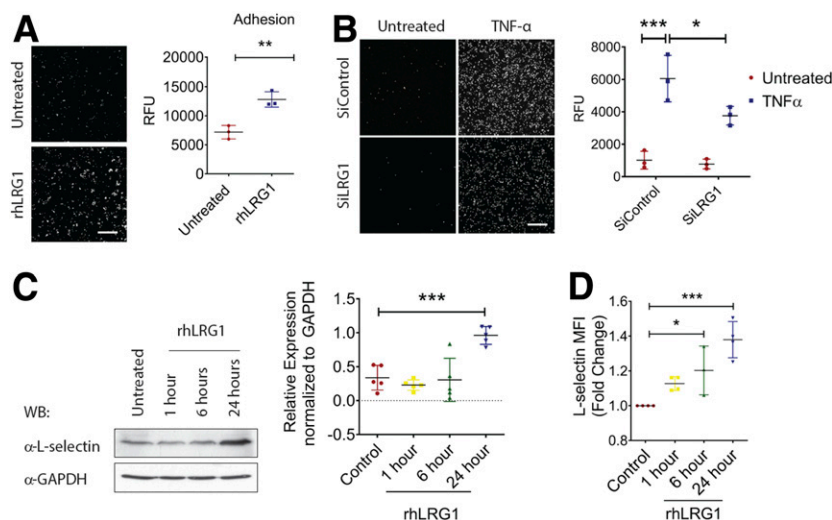 A
Untreated
rhLRG1
Adhesion
**
RFU
20000
15000
10000
5000
0
Untreated
rhLRG1
B
Untreated
TNF-α
SiControl
SiLRG1
***
*
RFU
8000
6000
4000
2000
0
SiControl
SiLRG1
Untreated
TNFα
C
rhLRG1
Untreated
1 hour
6 hours
24 hours
WB:
α-L-selectin
α-GAPDH
***
Relative Expression
normalized to GAPDH
1.5
1.0
0.5
0.0
-0.5
Control
1 hour
6 hour
24 hour
rhLRG1
D
***
*
L-selectin MFI
(Fold Change)
1.6
1.4
1.2
1.0
Control
1 hour
6 hour
24 hour
rhLRG1